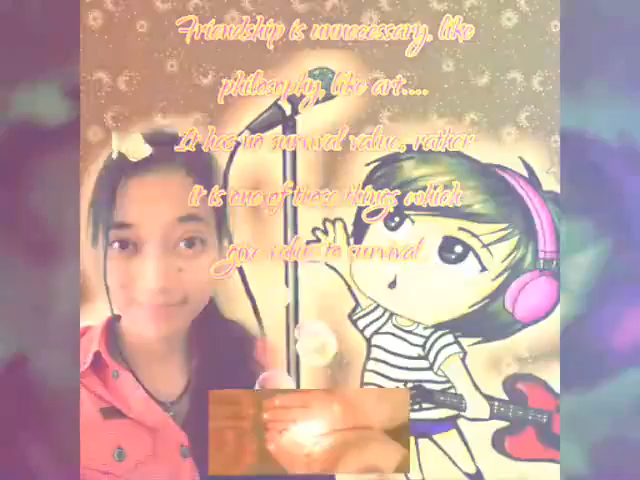 Friendship is unnecessary, like
philosophy, like art....
It has no survival value, rather
it is one of those things which
give value to survival